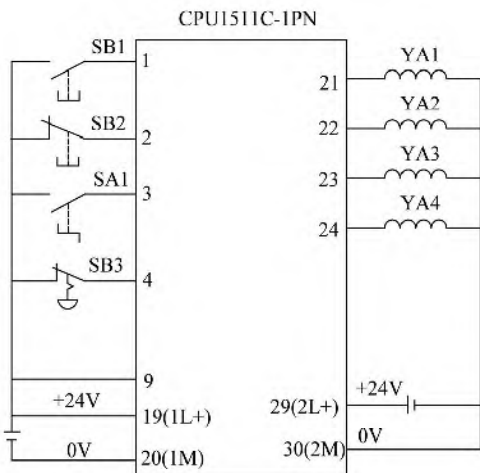 CPU1511C-1PN
SB1
1
SB2
2
SA1
3
SB3
4
9
+24V
19(1L+)
0V
20(1M)
YA1
21
YA2
22
YA3
23
YA4
24
+24V
29(2L+)
0V
30(2M)